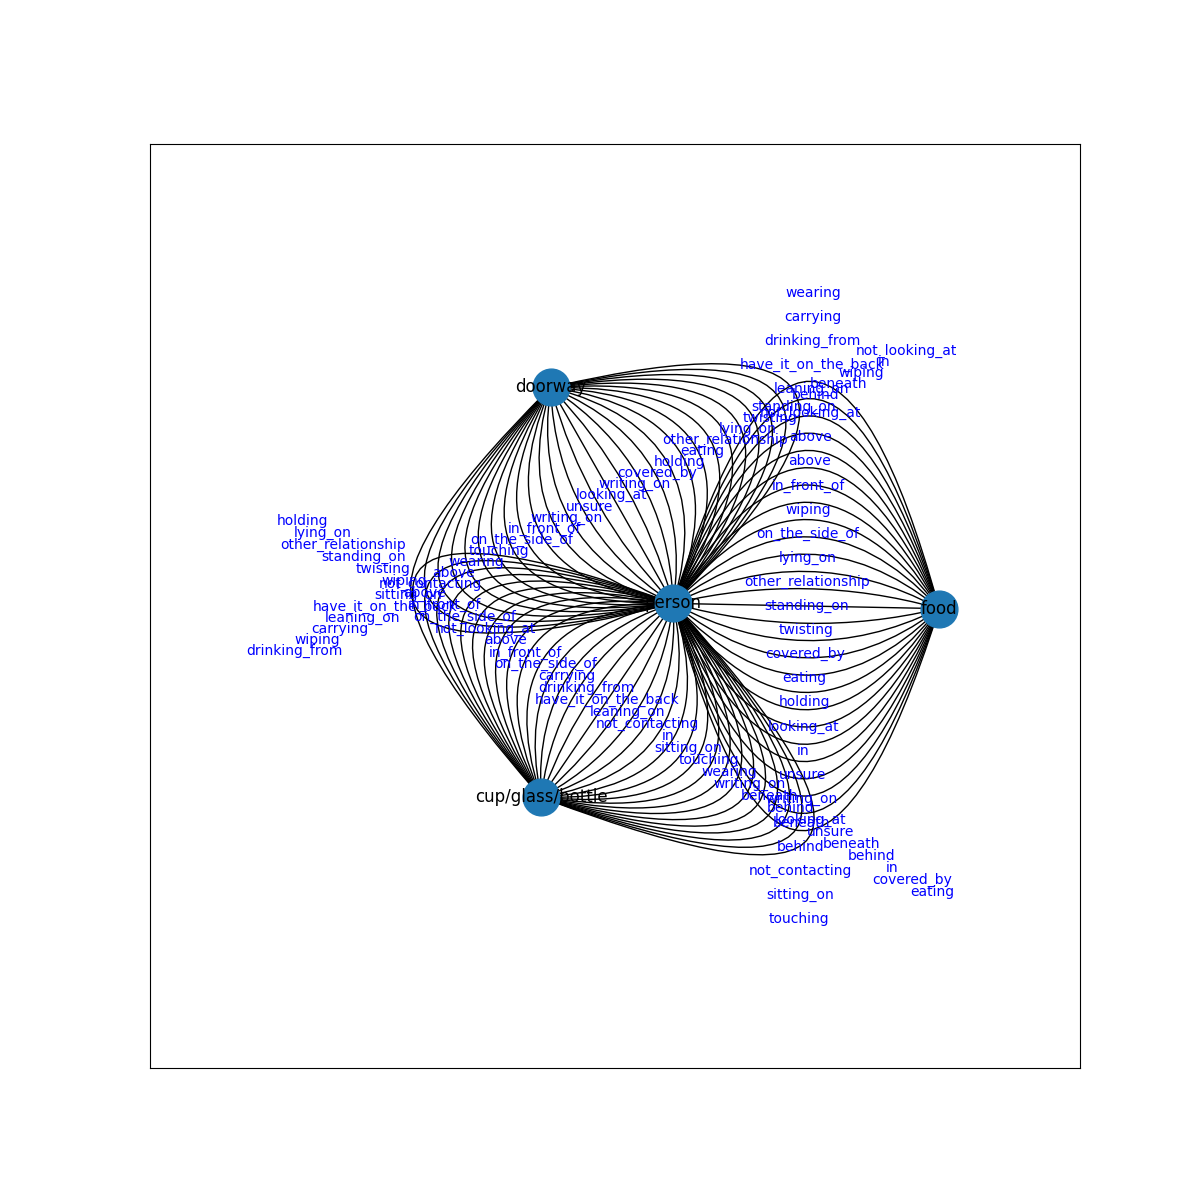 wearing
carrying
drinking_from
not_looking_at
in
have_it_on_the_back
wiping
beneath
doorway
leaning_on
behind
standing_on
not_looking_at
twisting
lying_on
above
other_relationship
eating
above
holding
covered_by
writing_on
in_front_of
looking_at
unsure
wiping
writing_on
holding
in_front_of
lying_on
on_the_side_of
on_the_side_of
other_relationship
touching
standing_on
lying_on
wearing
twisting
above
wiping
not_contacting
other_relationship
sitting_on
above
person
food
have_it_on_the_back
in_front_of
standing_on
leaning_on
on_the_side_of
carrying
not_looking_at
twisting
wiping
above
drinking_from
in_front_of
covered_by
on_the_side_of
carrying
eating
drinking_from
have_it_on_the_back
holding
leaning_on
not_contacting
looking_at
in
sitting_on
in
touching
wearing
unsure
writing_on
cup/glass/bottle
beneath
writing_on
behind
looking_at
beneath
unsure
behind
beneath
behind
not_contacting
in
covered_by
sitting_on
eating
touching